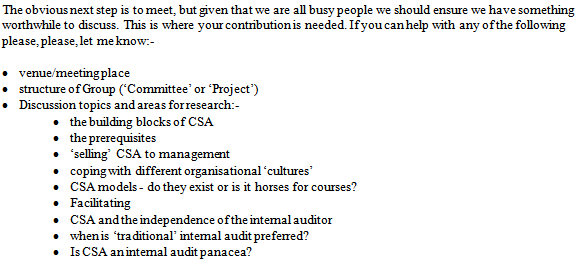 The obvious next step is to meet, but given that we are all busy people we should ensure we have something
worthwhile to discuss. This is where your contribution is needed. If you can help with any of the following
please, please, let me know:-
• venue/meeting place
• structure of Group (‘Committee’ or ‘Project’)
• Discussion topics and areas for research:-
• the building blocks of CSA
• the prerequisites
• ‘selling’ CSA to management
• coping with different organisational ‘cultures’
• CSA models - do they exist or is it horses for courses?
• Facilitating
• CSA and the independence of the internal auditor
• when is ‘traditional’ internal audit preferred?
• Is CSA an internal audit panacea?